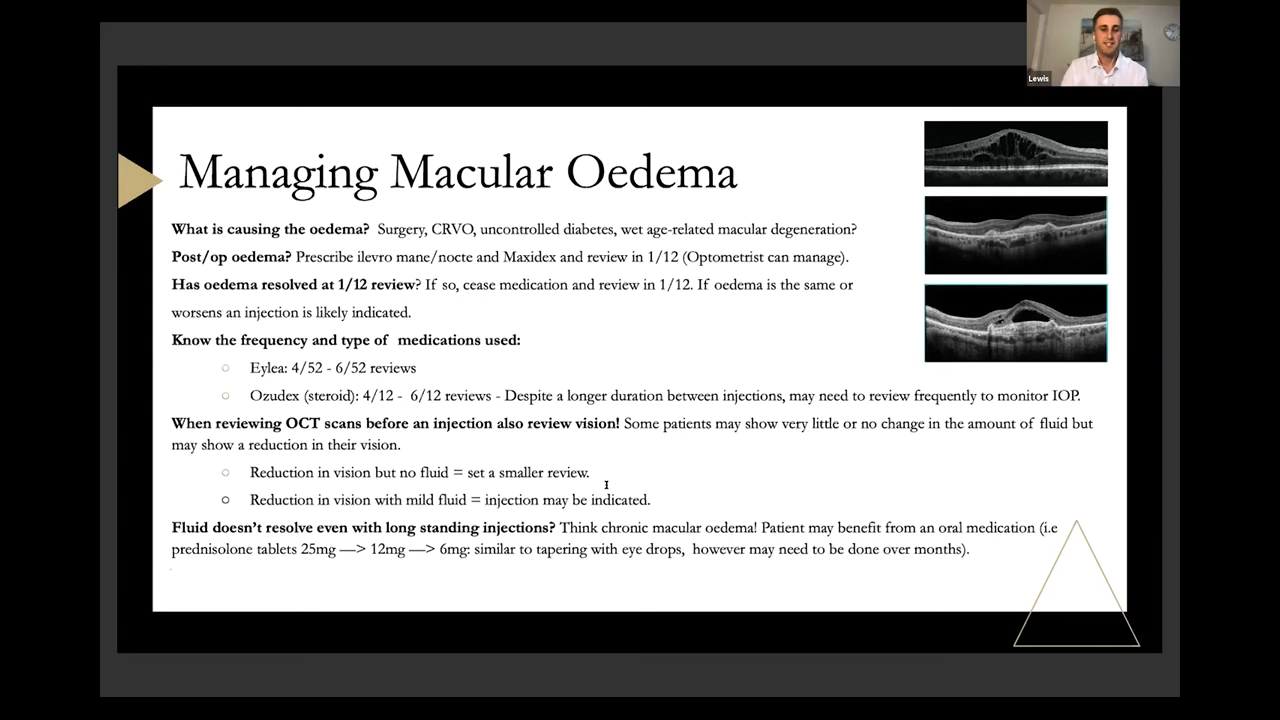 Lewis
Managing Macular Oedema
What is causing the oedema? Surgery, CRVO, uncontrolled diabetes, wet age-related macular degeneration?
Post/op oedema? Prescribe ilevro mane/nocte and Maxidex and review in 1/12 (Optometrist can manage).
Has oedema resolved at 1/12 review? If so, cease medication and review in 1/12. If oedema is the same or
worsens an injection is likely indicated.
Know the frequency and type of medications used:
Eylea: 4/52 - 6/52 reviews
Ozudex (steroid): 4/12 - 6/12 reviews - Despite a longer duration between injections, may need to review frequently to monitor IOP.
When reviewing OCT scans before an injection also review vision! Some patients may show very little or no change in the amount of fluid but
may show a reduction in their vision.
Reduction in vision but no fluid = set a smaller review.
Reduction in vision with mild fluid = injection may be indicated.
Fluid doesn't resolve even with long standing injections? Think chronic macular oedema! Patient may benefit from an oral medication (i.e
prednisolone tablets 25mg —> 12mg —> 6mg: similar to tapering with eye drops, however may need to be done over months).